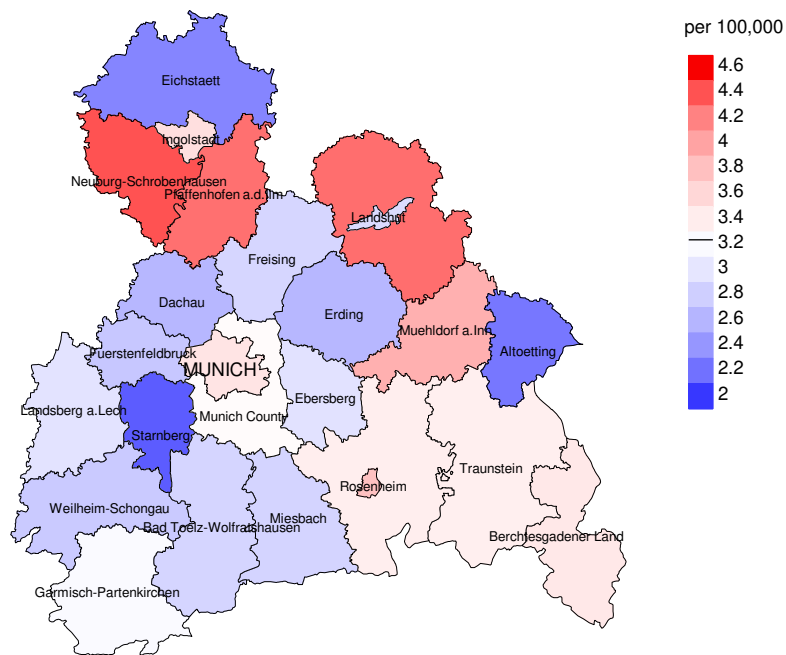 per 100,000
4.6
4.4
4.2
4
3.8
3.6
3.4
3.2
3
2.8
2.6
2.4
2.2
2
Eichstaett
Ingolstadt
Neuburg-Schrobenhausen
Pfaffenhofen a.d.Ilm
Landshut
Freising
Dachau
Erding
Muehldorf a.Inn
Altoetting
Fuerstenfeldbruck
MUNICH
Ebersberg
Landsberg a.Lech
Munich County
Starnberg
Traunstein
Rosenheim
Weilheim-Schongau
Miesbach
Bad Toelz-Wolfratshausen
Berchtesgadener Land
Garmisch-Partenkirchen